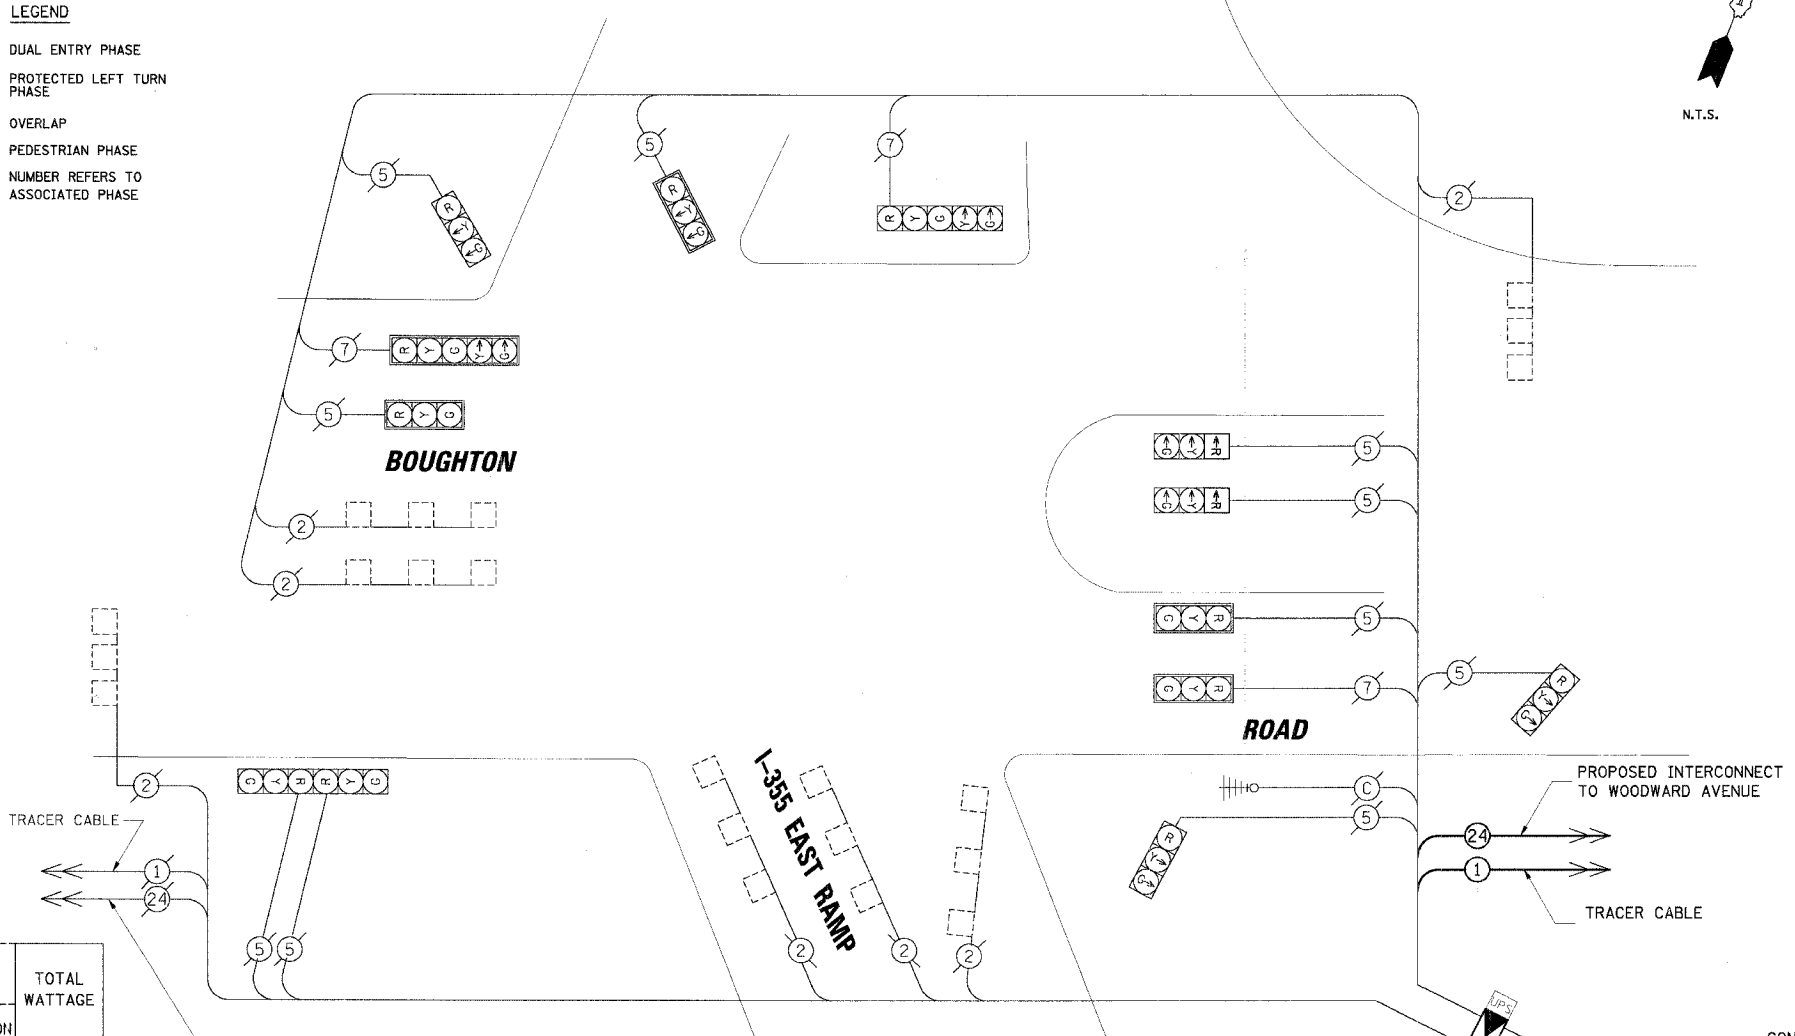 LEGEND
DUAL ENTRY PHASE
PROTECTED LEFT TURN
PHASE
OVERLAP
PEDESTRIAN PHASE
NUMBER REFERS TO
ASSOCIATED PHASE
1
N.T.S.
5
5
7
2
R Y G
R Y G
R Y G Y G
7
R Y G Y G
5
R Y G
BOUGHTON
G Y R
5
G Y R
5
2
2
G Y R
5
G Y R
7
5
R Y G
ROAD
2
G Y R R Y G
I-355 EAST RAMP
C
5
R Y G
PROPOSED INTERCONNECT
TO WOODWARD AVENUE
TRACER CABLE
1
24
24
1
TRACER CABLE
5
5
2
2
2
TOTAL
WATTAGE
UPS